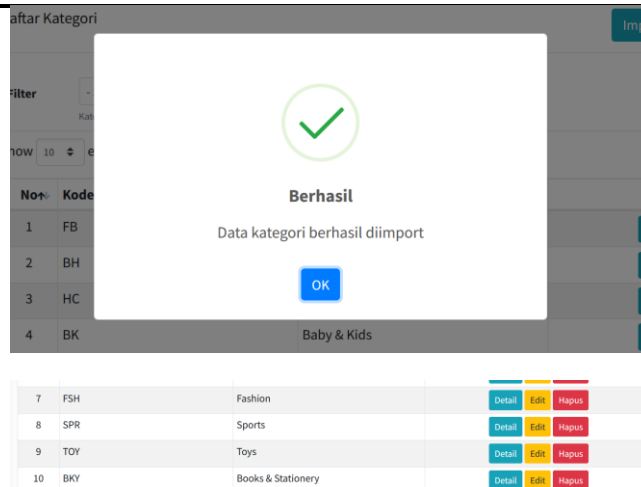 aftar Kategori
Imp
Filter
-
Kat
how 10 e
No Kode
Berhasil
1 FB
Data kategori berhasil diimport
2 BH
OK
3 HC
4 BK Baby & Kids
7 FSH Fashion Detail Edit Hapus
8 SPR Sports Detail Edit Hapus
9 TOY Toys Detail Edit Hapus
10 BKY Books & Stationery Detail Edit Hapus